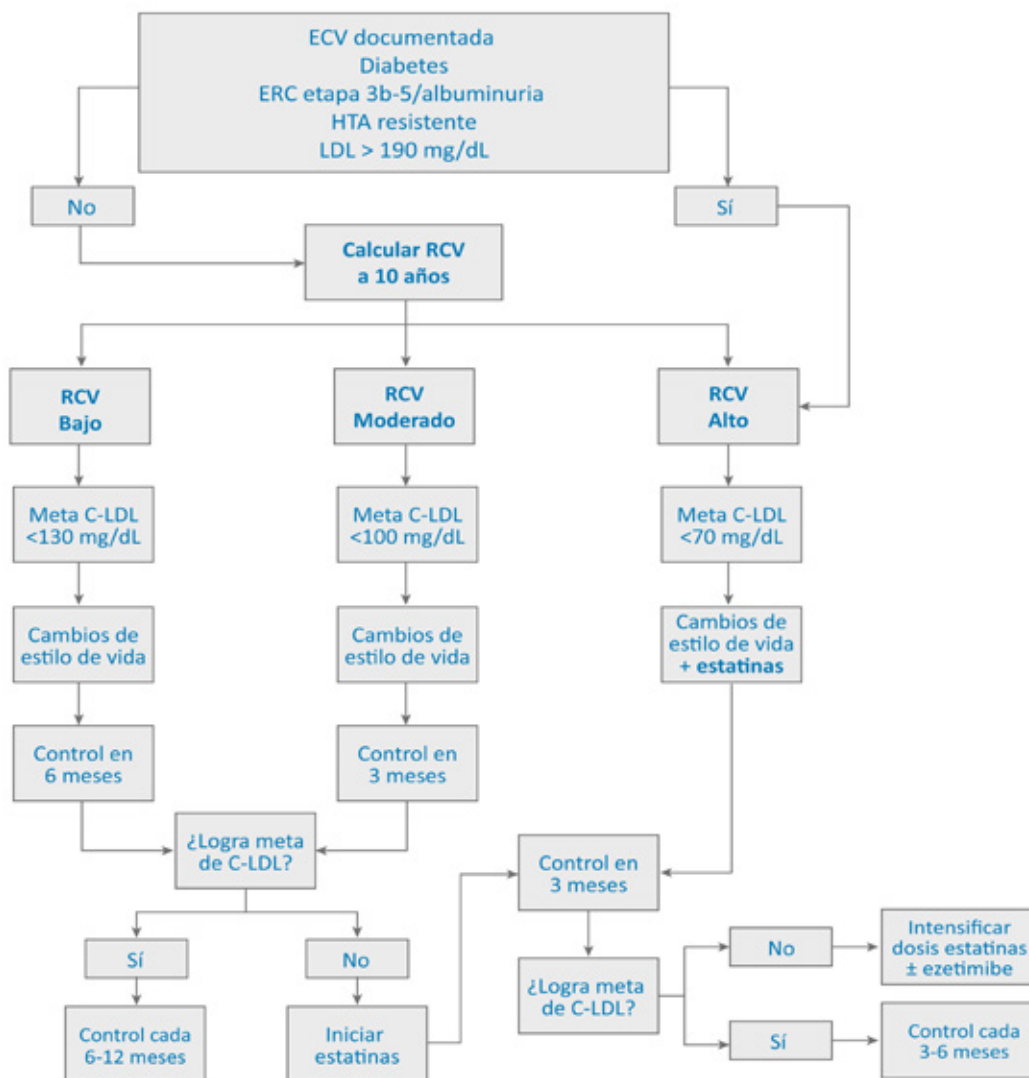 ECV documentada
Diabetes
ERC etapa 3b-5/albuminuria
HTA resistente
LDL > 190 mg/dL
No
Sí
Calcular RCV
a 10 años
RCV
Bajo
RCV
Moderado
RCV
Alto
Meta C-LDL
<130 mg/dL
Meta C-LDL
<100 mg/dL
Meta C-LDL
<70 mg/dL
Cambios de
estilo de vida
Cambios de
estilo de vida
Cambios de
estilo de vida
+ estatinas
Control en
6 meses
Control en
3 meses
¿Logra meta
de C-LDL?
Control en
3 meses
Sí
No
¿Logra meta
de C-LDL?
No
Intensificar
dosis estatinas
± ezetimibe
Control cada
6-12 meses
Iniciar
estatinas
Sí
Control cada
3-6 meses